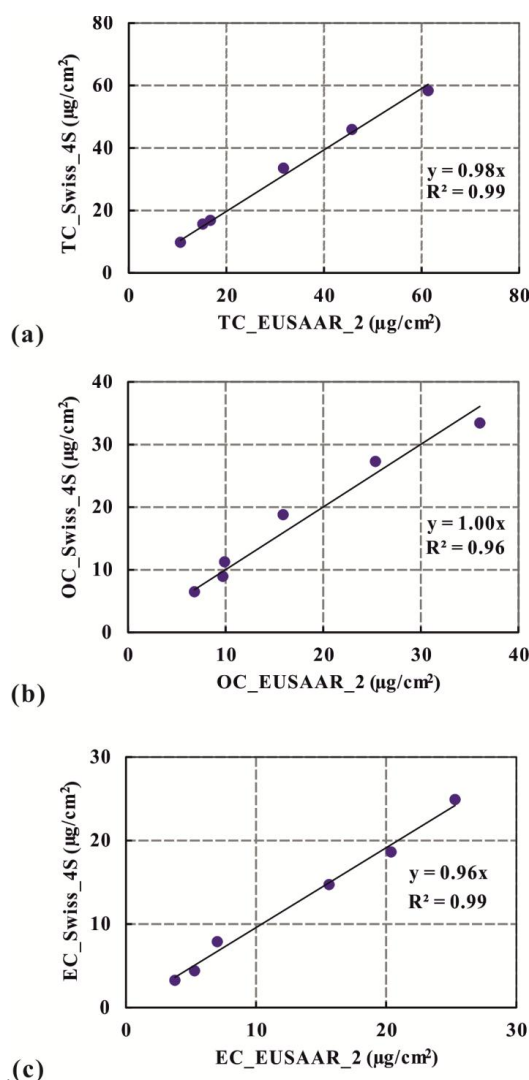 80
60
40
20
0
TC_Swiss_4S (µg/cm²)
y = 0.98x
R² = 0.99
0 20 40 60 80
TC_EUSAAR_2 (µg/cm²)
(a)
40
30
20
10
0
OC_Swiss_4S (µg/cm²)
y = 1.00x
R² = 0.96
0 10 20 30 40
OC_EUSAAR_2 (µg/cm²)
(b)
30
20
10
0
EC_Swiss_4S (µg/cm²)
y = 0.96x
R² = 0.99
0 10 20 30
EC_EUSAAR_2 (µg/cm²)
(c)